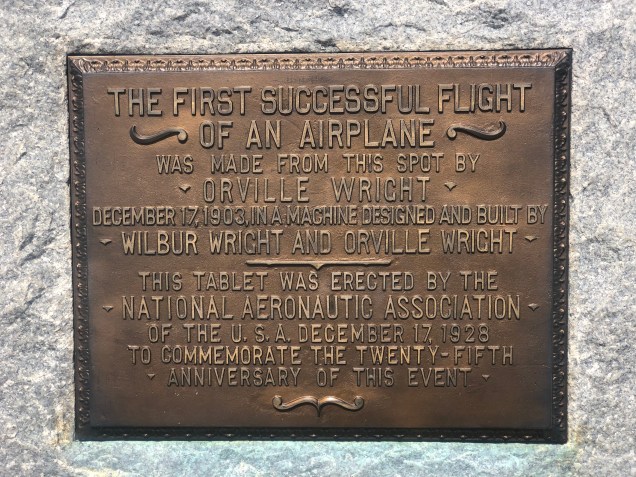 THE FIRST SUCCESSFUL FLIGHT
OF AN AIRPLANE
WAS MADE FROM THIS SPOT BY
ORVILLE WRIGHT
DECEMBER 17, 1903, IN A MACHINE DESIGNED AND BUILT BY
WILBUR WRIGHT AND ORVILLE WRIGHT
THIS TABLET WAS ERECTED BY THE
NATIONAL AERONAUTIC ASSOCIATION
OF THE U. S. A. DECEMBER 17, 1928
TO COMMEMORATE THE TWENTY-FIFTH
ANNIVERSARY OF THIS EVENT